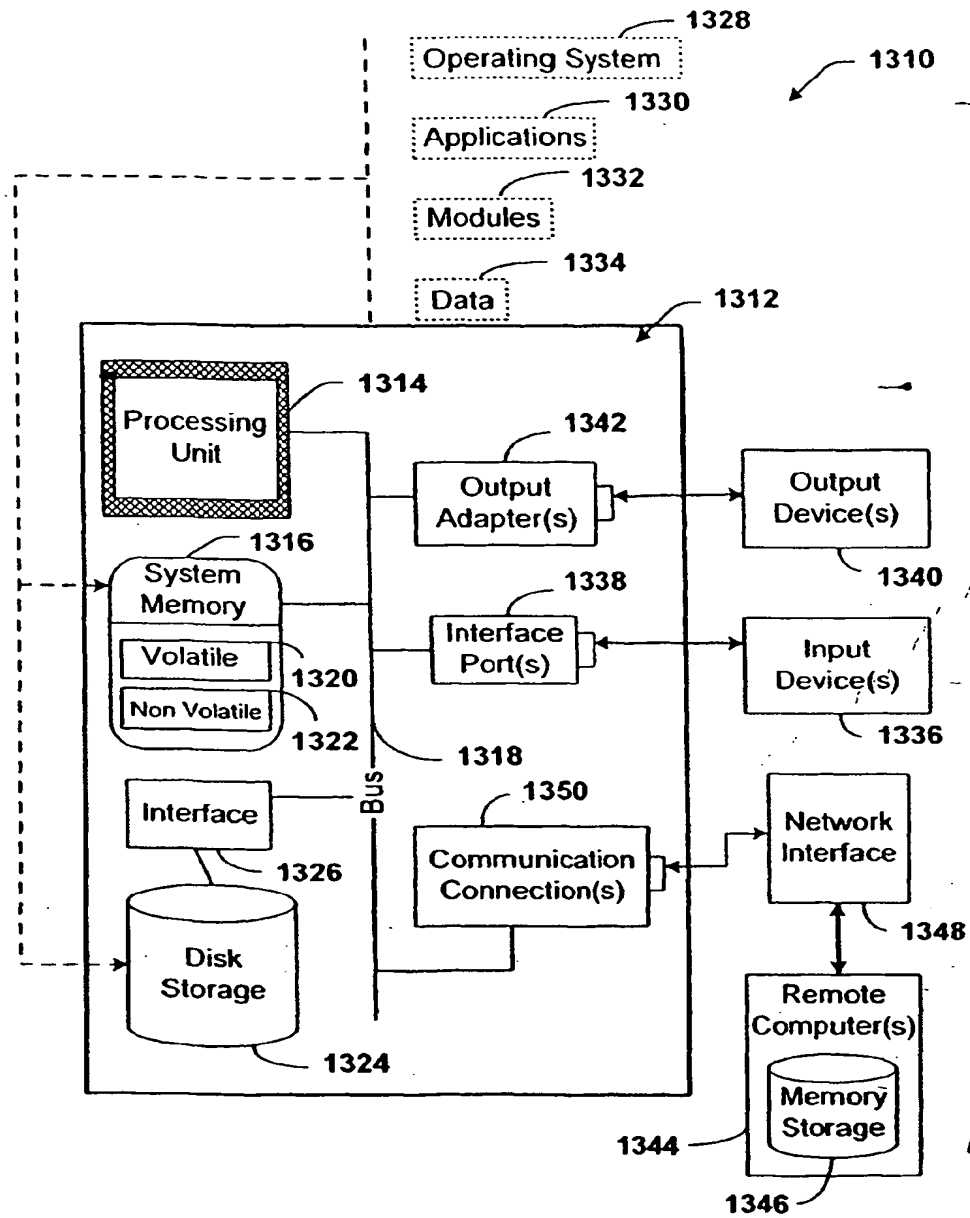 1328
Operating System
1310
1330
Applications
1332
Modules
1334
Data
1312
1314
Processing
Unit
1342
Output
Adapter(s)
Output
Device(s)
1340
1316
System
Memory
1338
Volatile
1320
Interface
Port(s)
Input
Device(s)
Non Volatile
1322
1336
1318
Bus
1350
Interface
1326
Communication
Connection(s)
Network
Interface
1348
Disk
Storage
1324
Remote
Computer(s)
Memory
Storage
1344
1346